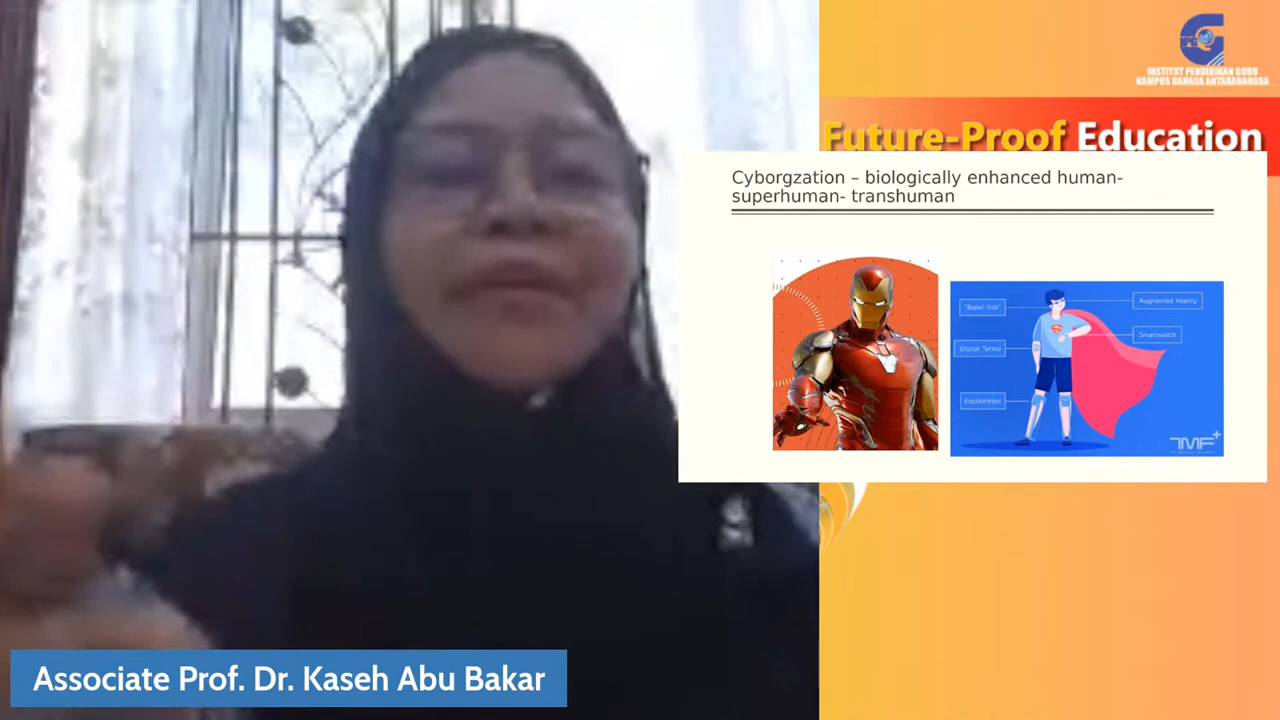 INSTITUT PENDIDIKAN GURU
KAMPUS BAHASA ANTARABANGSA
Future-Proof Education
Cyborgzation – biologically enhanced human-
superhuman- transhuman
"Babel-fish"
Augmented Reality
Smartwatch
Digital Tattoo
Exoskeleton
TMF+
Associate Prof. Dr. Kaseh Abu Bakar